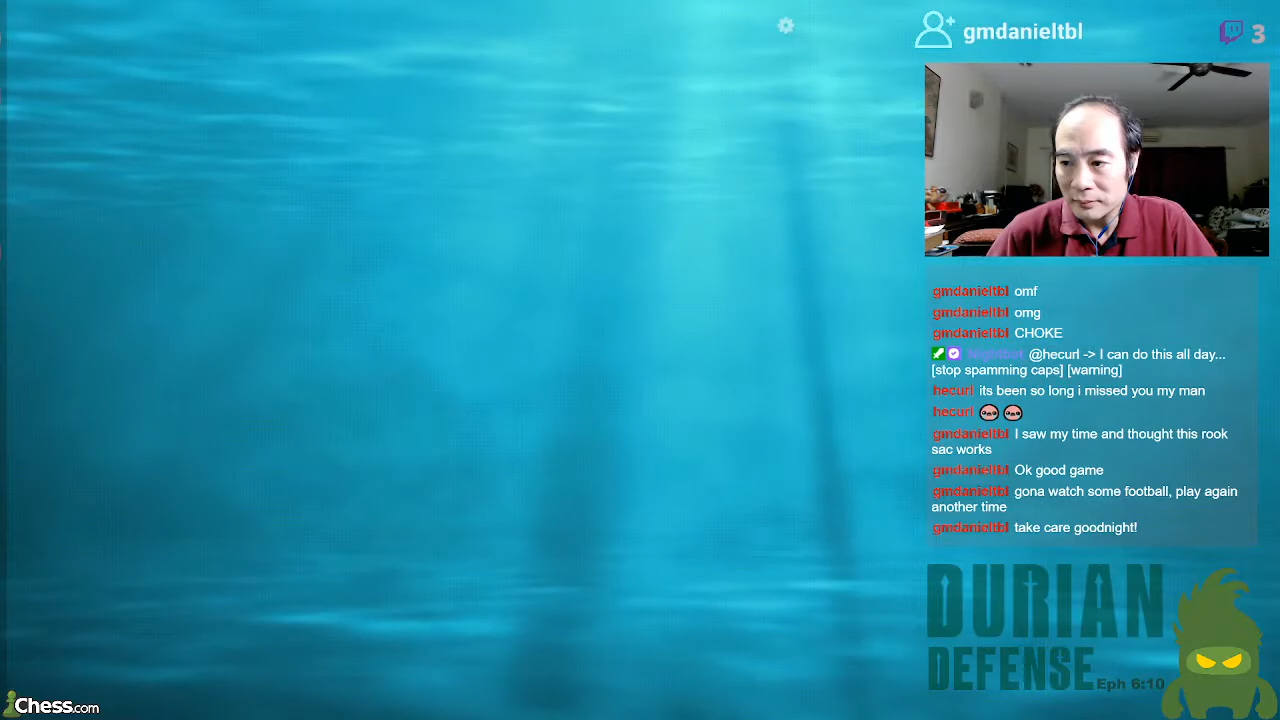 gmdanieltbl
3
gmdanieltbl omf
gmdanieltbl omg
gmdanieltbl CHOKE
Nightbot @hecurl -> I can do this all day...
[stop spamming caps] [warning]
hecurl its been so long i missed you my man
hecurl
gmdanieltbl I saw my time and thought this rook
sac works
gmdanieltbl Ok good game
gmdanieltbl gona watch some football, play again
another time
gmdanieltbl take care goodnight!
DURIAN
DEFENSE Eph 6:10
Chess.com